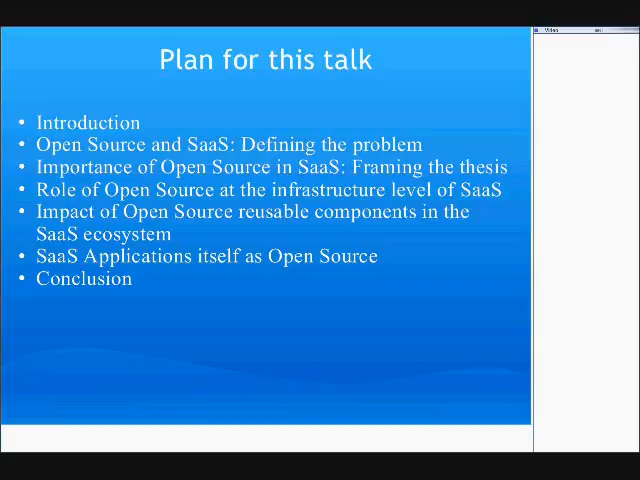 Plan for this talk
• Introduction
• Open Source and SaaS: Defining the problem
• Importance of Open Source in SaaS: Framing the thesis
• Role of Open Source at the infrastructure level of SaaS
• Impact of Open Source reusable components in the
SaaS ecosystem
• SaaS Applications itself as Open Source
• Conclusion
Video